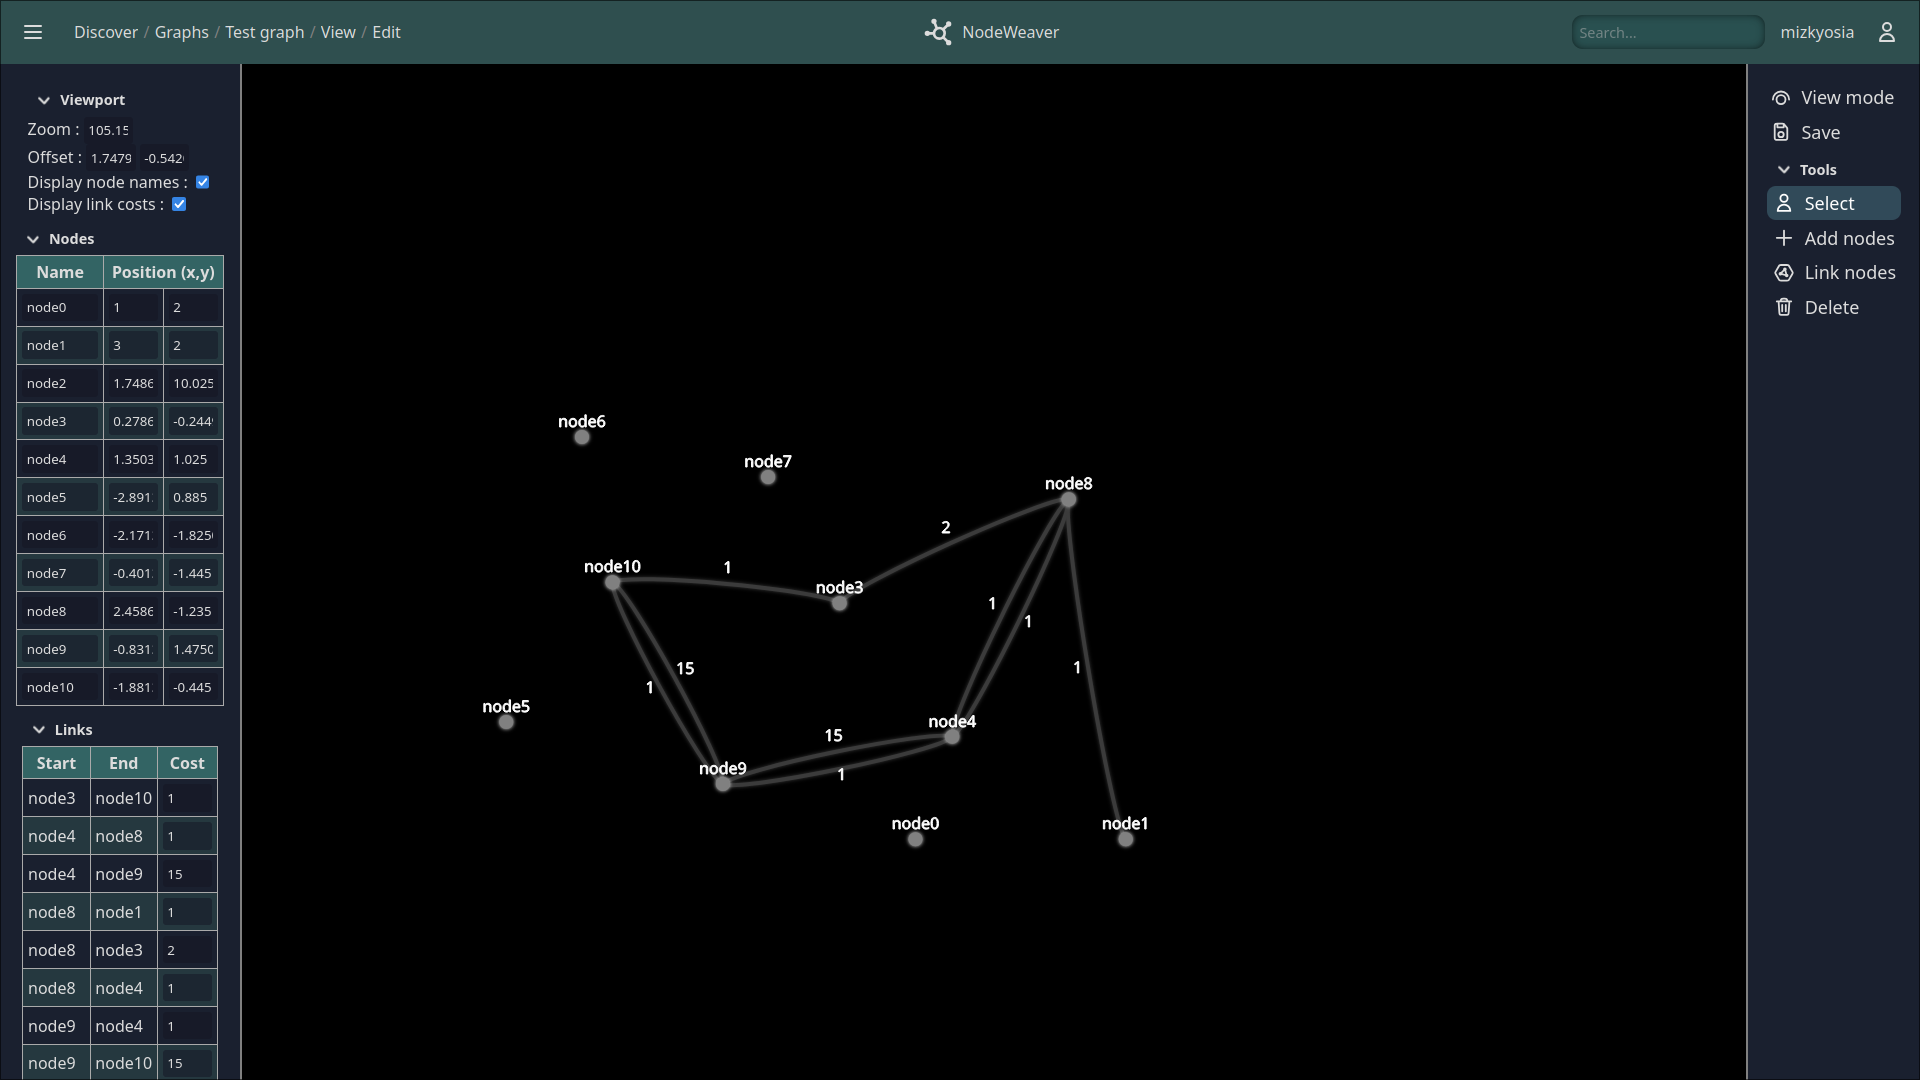 Discover / Graphs / Test graph / View / Edit
NodeWeaver
Search...
mizkyosia
Viewport
Zoom : 105.15
Offset : 1.7479 -0.542
Display node names :
Display link costs :
Nodes
Name Position (x,y)
node0 1 2
node1 3 2
node2 1.7486 10.025
node3 0.2786 -0.244
node4 1.3503 1.025
node5 -2.891 0.885
node6 -2.171 -1.825
node7 -0.401 -1.445
node8 2.4586 -1.235
node9 -0.831 1.4750
node10 -1.881 -0.445
Links
Start End Cost
node3 node10 1
node4 node8 1
node4 node9 15
node8 node1 1
node8 node3 2
node8 node4 1
node9 node4 1
node9 node10 15
node6
node7
node8
2
node10
1
node3
1
1
15
1
1
node5
node4
15
node9
1
node0
node1
View mode
Save
Tools
Select
Add nodes
Link nodes
Delete